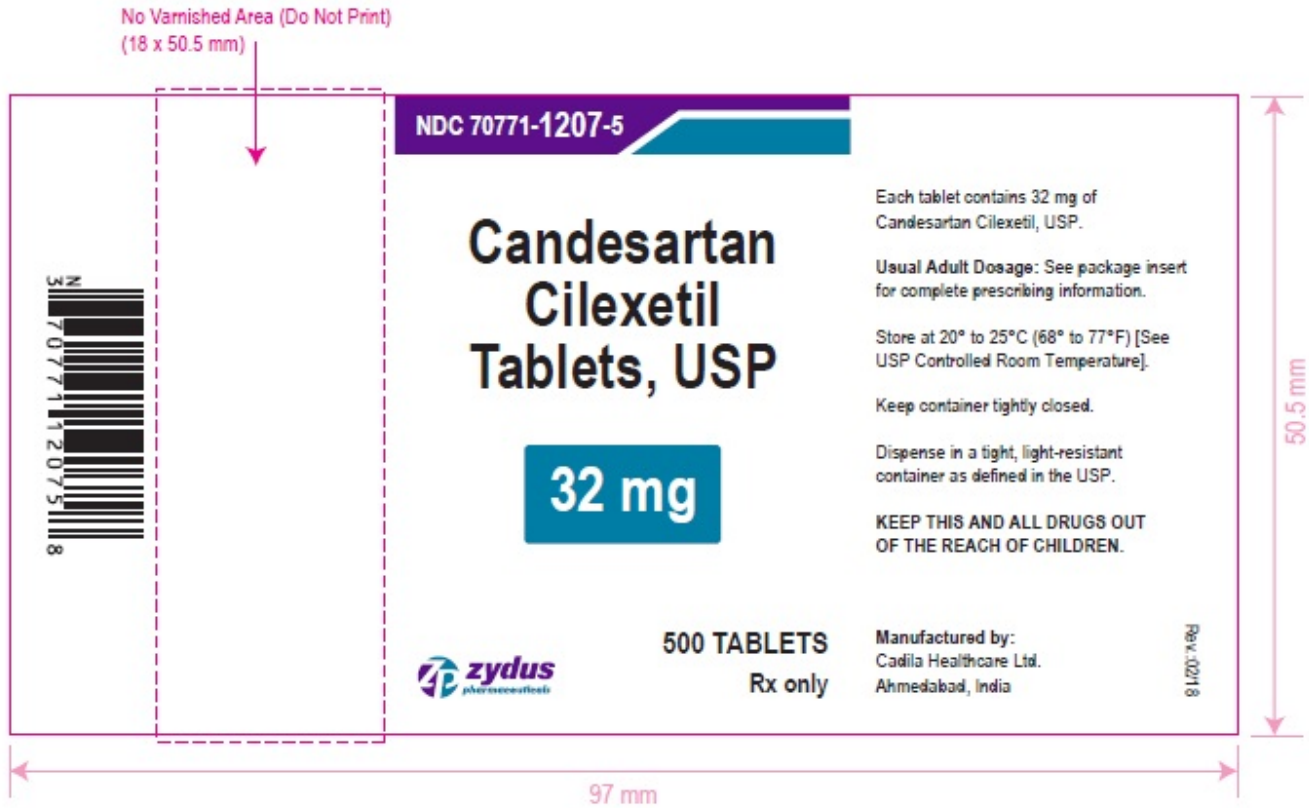 No Varnished Area (Do Not Print)
(18 x 50.5 mm)
N
3
70771 12075
8
NDC 70771-1207-5
Candesartan
Cilexetil
Tablets, USP
32 mg
500 TABLETS
Rx only
zydus
pharmaceuticals
Each tablet contains 32 mg of
Candesartan Cilexetil, USP.
Usual Adult Dosage: See package insert
for complete prescribing information.
Store at 20° to 25°C (68° to 77°F) [See
USP Controlled Room Temperature].
Keep container tightly closed.
Dispense in a tight, light-resistant
container as defined in the USP.
KEEP THIS AND ALL DRUGS OUT
OF THE REACH OF CHILDREN.
Manufactured by:
Cadila Healthcare Ltd.
Ahmedabad, India
Rev.:02/18
50.5 mm
97 mm